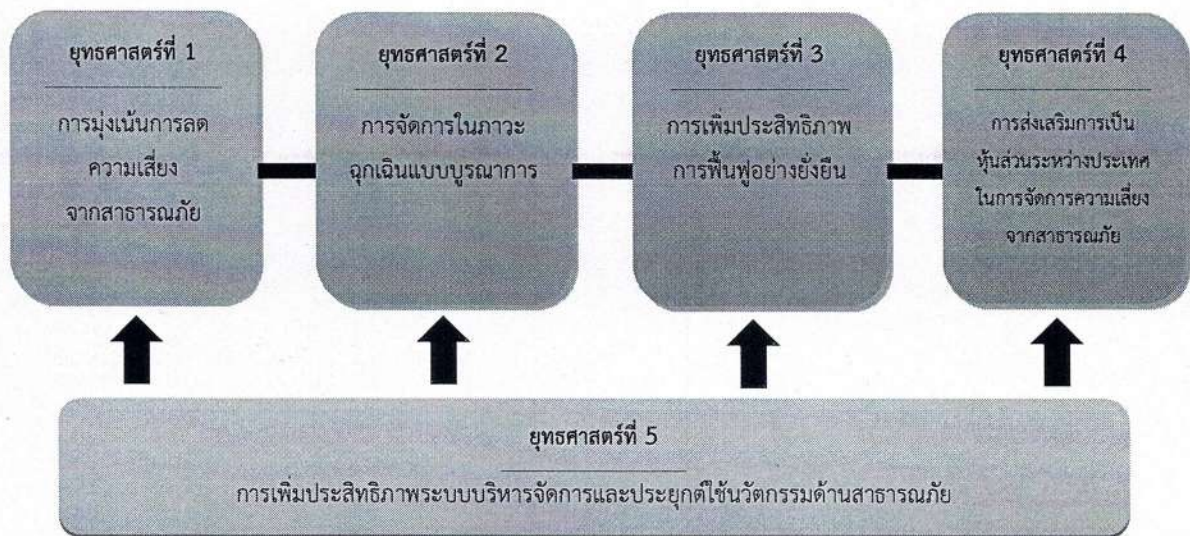 ยุทธศาสตร์ที่ 1
การมุ่งเน้นการลด
ความเสี่ยง
จากสาธารณภัย
ยุทธศาสตร์ที่ 2
การจัดการในภาวะ
ฉุกเฉินแบบบูรณาการ
ยุทธศาสตร์ที่ 3
การเพิ่มประสิทธิภาพ
การฟื้นฟูอย่างยั่งยืน
ยุทธศาสตร์ที่ 4
การส่งเสริมการเป็น
หุ้นส่วนระหว่างประเทศ
ในการจัดการความเสี่ยง
จากสาธารณภัย
ยุทธศาสตร์ที่ 5
การเพิ่มประสิทธิภาพระบบบริหารจัดการและประยุกต์ใช้นวัตกรรมด้านสาธารณภัย